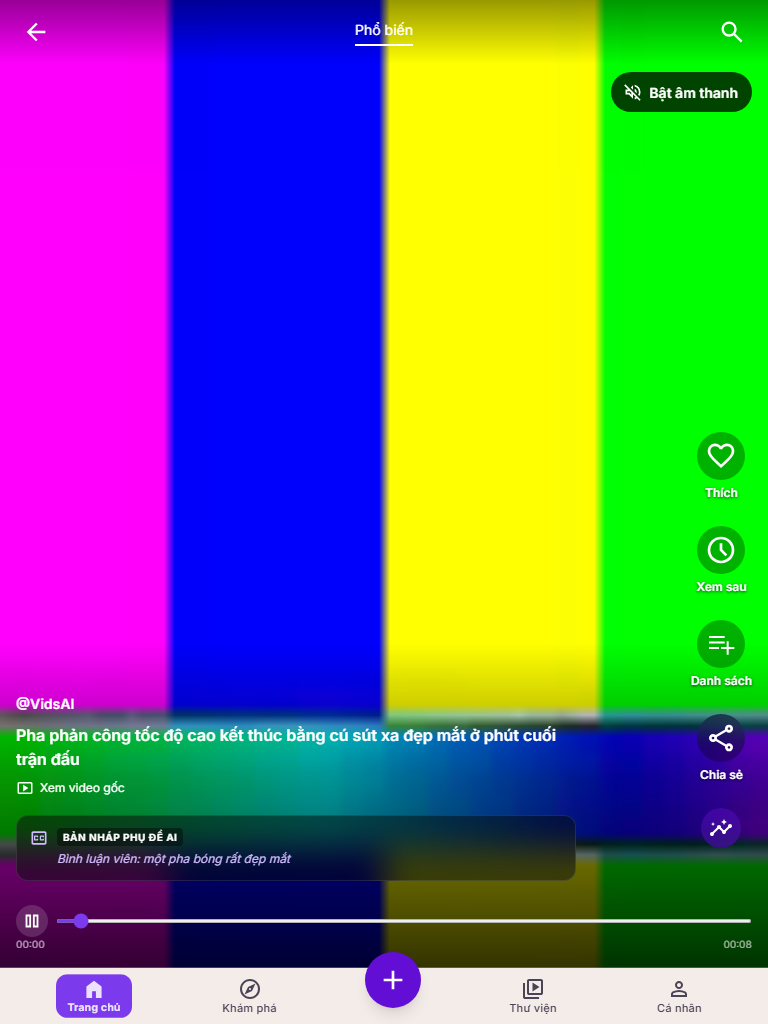 Phổ biến
Bật âm thanh
Thích
Xem sau
Danh sách
Chia sẻ
@VidsAI
Pha phản công tốc độ cao kết thúc bằng cú sút xa đẹp mắt ở phút cuối
trận đấu
Xem video gốc
CC BẢN NHÁP PHỤ ĐỀ AI
Bình luận viên: một pha bóng rất đẹp mắt
00:00
00:08
Trang chủ
Khám phá
Thư viện
Cá nhân